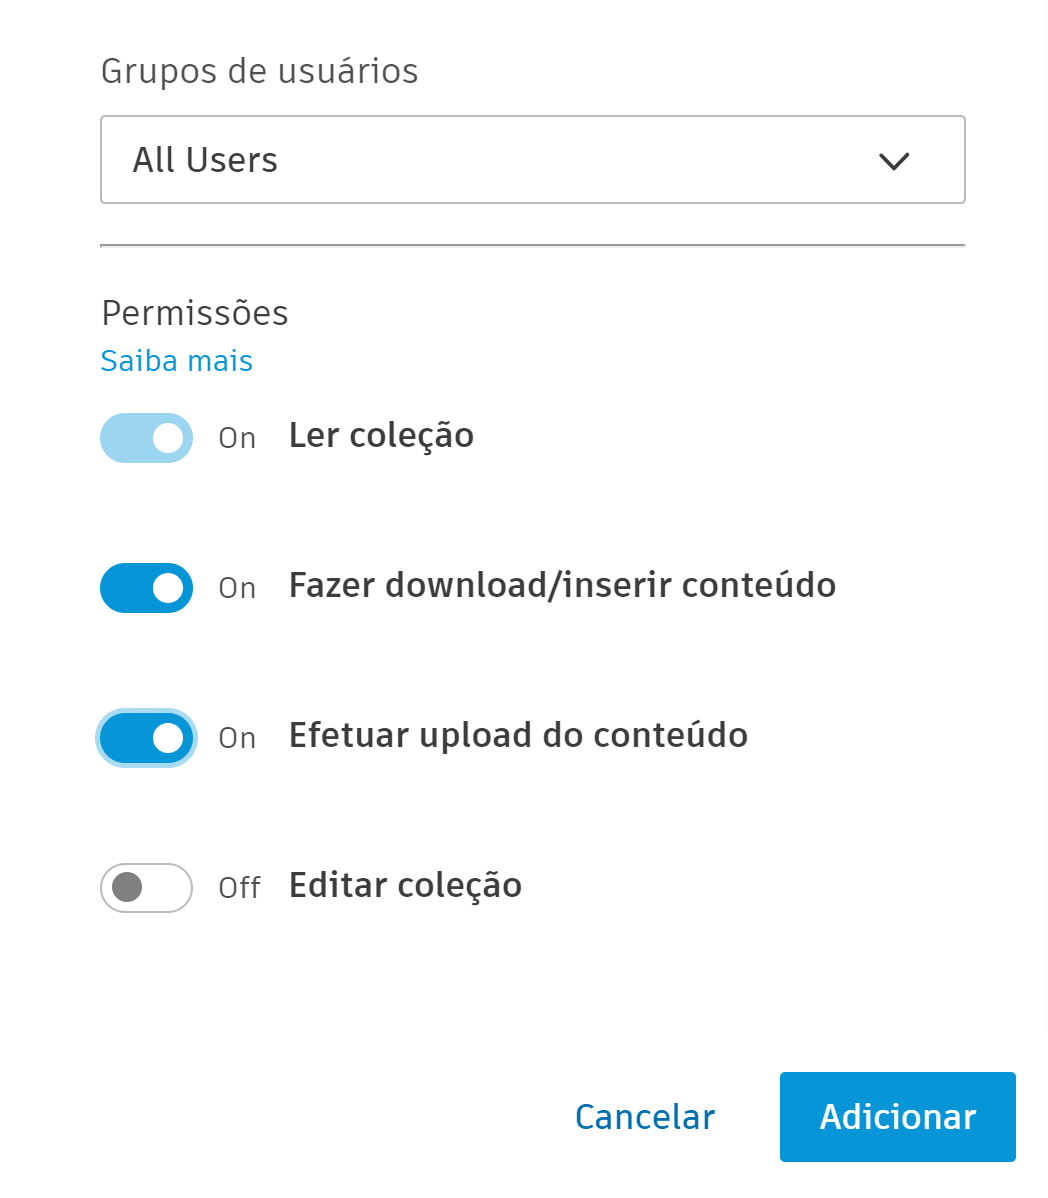 Grupos de usuários
All Users
Permissões
Saiba mais
On Ler coleção
On Fazer download/inserir conteúdo
On Efetuar upload do conteúdo
Off Editar coleção
Cancelar Adicionar